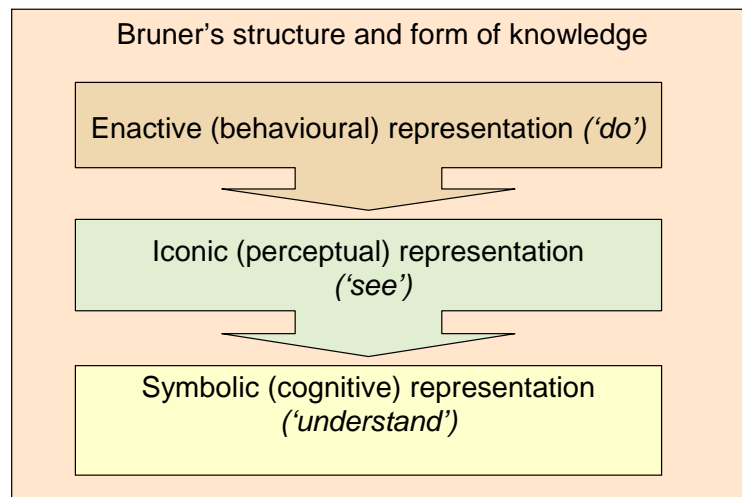 Bruner’s structure and form of knowledge
Enactive (behavioural) representation (‘do’)
Iconic (perceptual) representation
(‘see’)
Symbolic (cognitive) representation
(‘understand’)